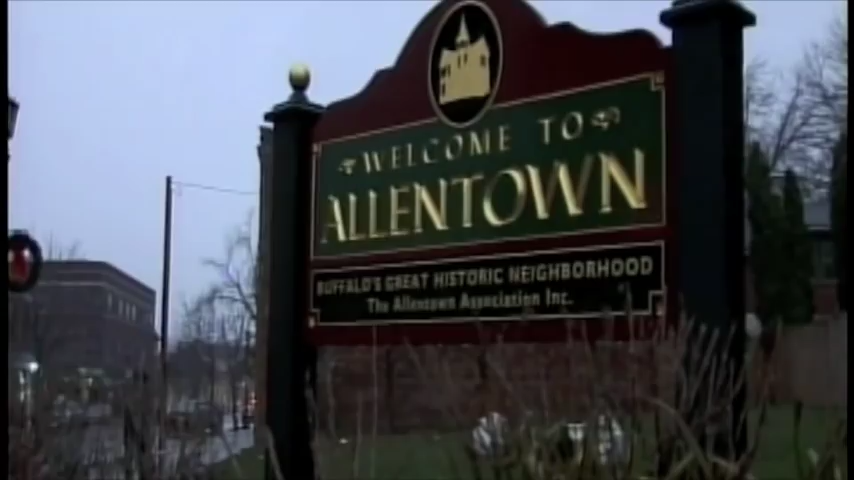 WELCOME TO
ALLENTOWN
BUFFALO'S GREAT HISTORIC NEIGHBORHOOD
The Allentown Association Inc.